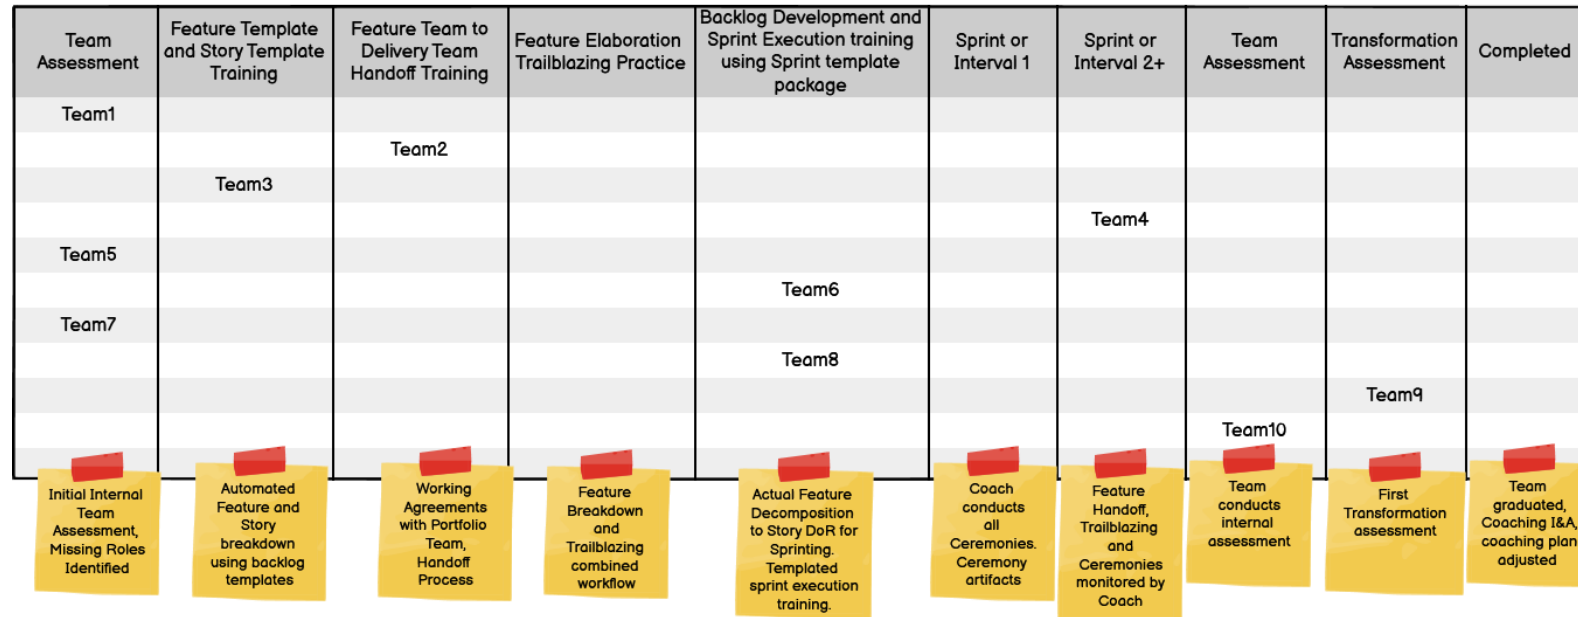 Team
Assessment
Feature Template
and Story Template
Training
Feature Team to
Delivery Team
Handoff Training
Feature Elaboration
Trailblazing Practice
Backlog Development and
Sprint Execution training
using Sprint template
package
Sprint or
Interval 1
Sprint or
Interval 2+
Team
Assessment
Transformation
Assessment
Completed
Team1
Team2
Team3
Team4
Team5
Team6
Team7
Team8
Team9
Team10
Initial Internal
Team
Assessment,
Missing Roles
Identified
Automated
Feature and
Story
breakdown
using backlog
templates
Working
Agreements
with Portfolio
Team,
Handoff
Process
Feature
Breakdown
and
Trailblazing
combined
workflow
Actual Feature
Decomposition
to Story DoR for
Sprinting.
Templated
sprint execution
training.
Coach
conducts
all
Ceremonies.
Ceremony
artifacts
Feature
Handoff,
Trailblazing
and
Ceremonies
monitored by
Coach
Team
conducts
internal
assessment
First
Transformation
assessment
Team
graduated,
Coaching I&A,
coaching plan
adjusted